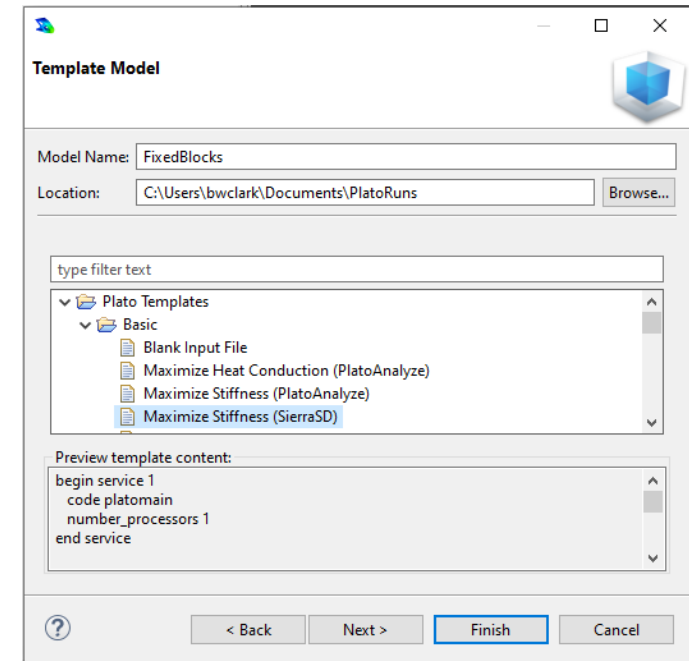 Template Model
Model Name: FixedBlocks
Location: C:\Users\bwclark\Documents\PlatoRuns Browse...
type filter text
Plato Templates
Basic
Blank Input File
Maximize Heat Conduction (PlatoAnalyze)
Maximize Stiffness (PlatoAnalyze)
Maximize Stiffness (SierraSD)
Preview template content:
begin service 1
code platomain
number_processors 1
end service
? < Back Next > Finish Cancel